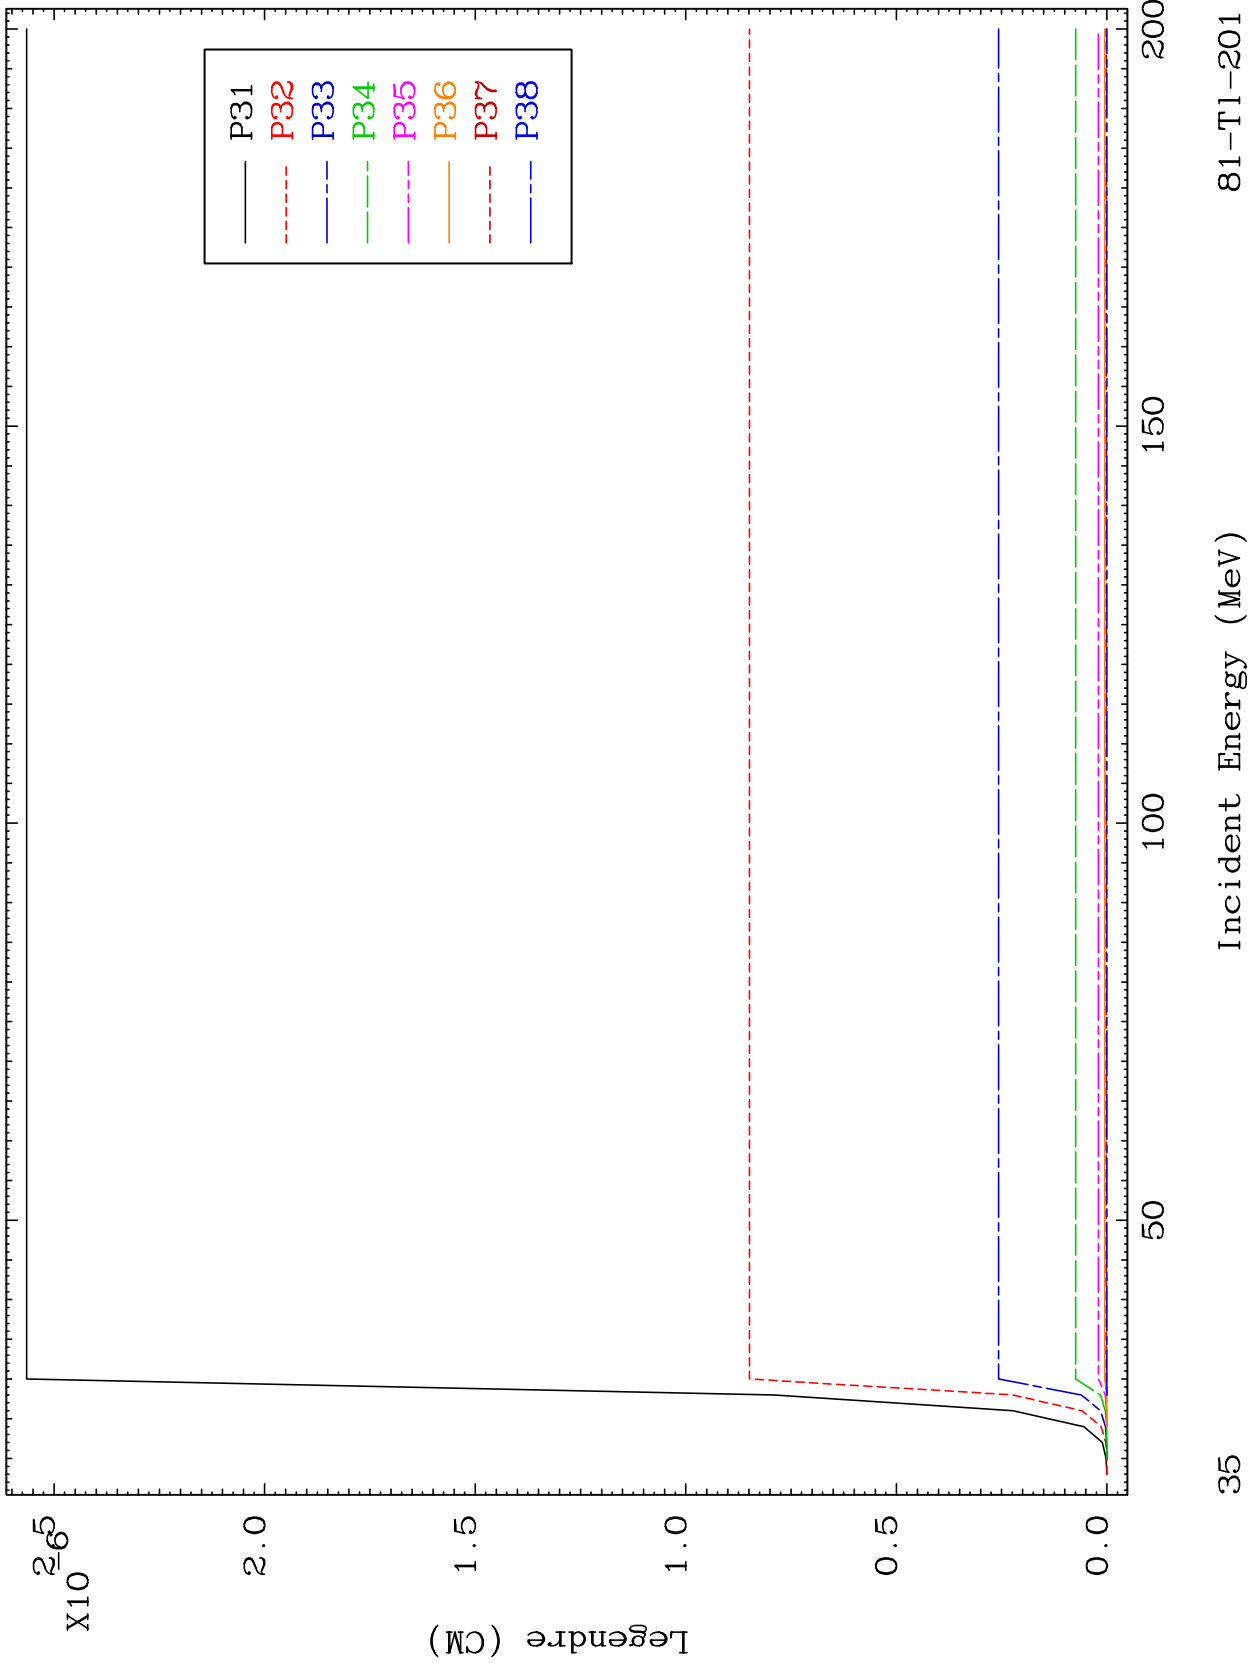 P31
P32
P33
P34
P35
P36
P37
P38
X10
-6
2.5
2.0
1.5
1.0
0.5
0.0
Legendre (CM)
50
100
150
200
Incident Energy (MeV)
35
81-Tl-201